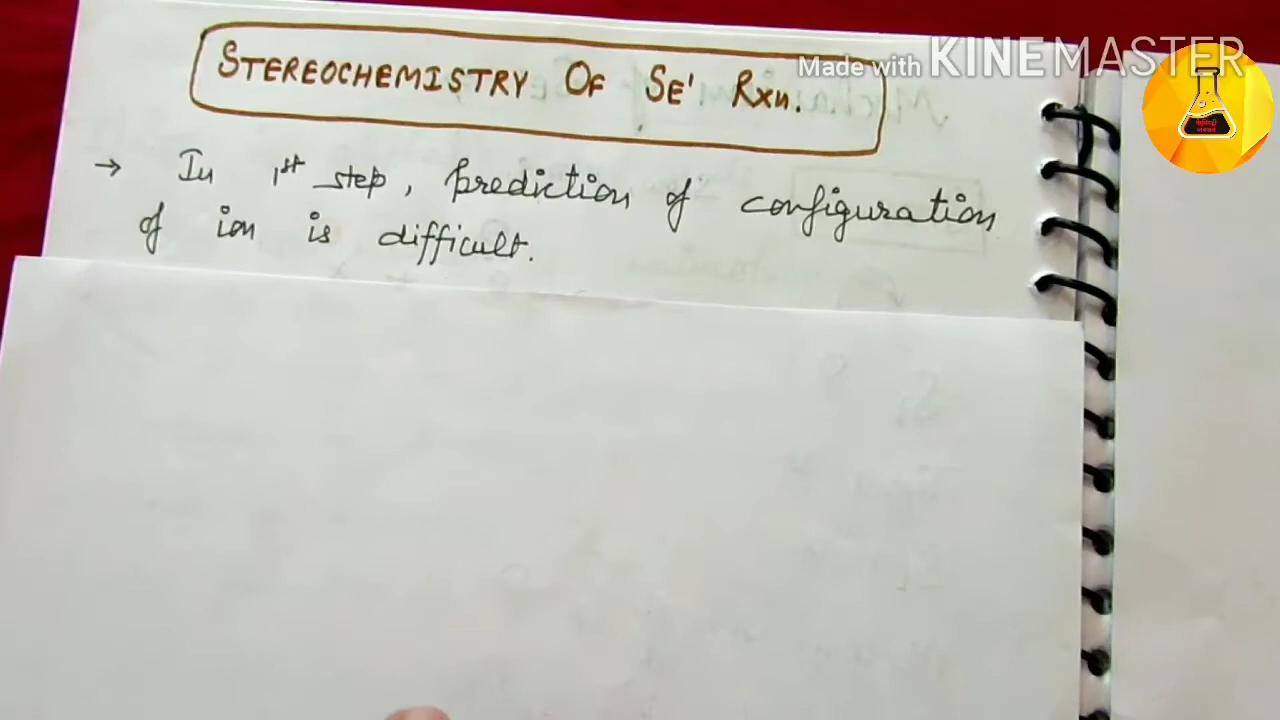 STEREOCHEMISTRY OF SE' Rxn.
Made with KINEMASTER
→ In 1st step, prediction of configuration
of ion is difficult.